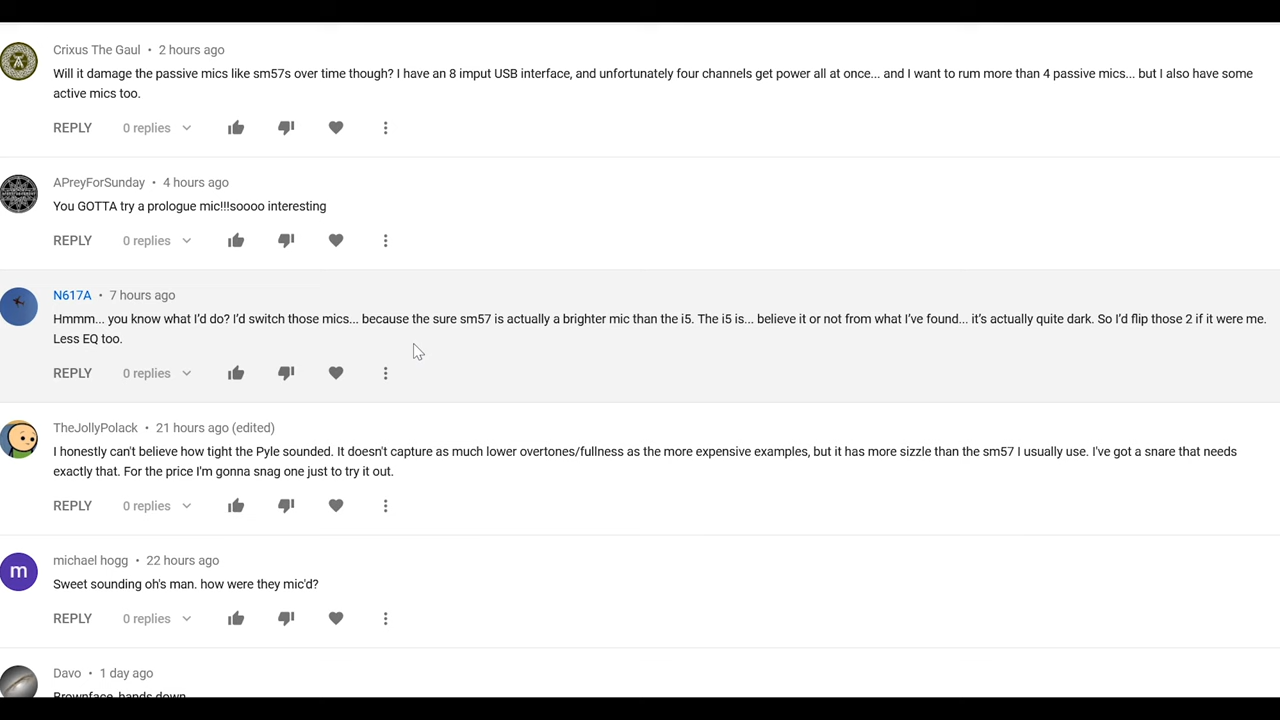 Crixus The Gaul • 2 hours ago
Will it damage the passive mics like sm57s over time though? I have an 8 imput USB interface, and unfortunately four channels get power all at once... and I want to rum more than 4 passive mics... but I also have some
active mics too.
REPLY 0 replies
APreyForSunday • 4 hours ago
You GOTTA try a prologue mic!!!soooo interesting
REPLY 0 replies
N617A • 7 hours ago
Hmmm... you know what I’d do? I’d switch those mics... because the sure sm57 is actually a brighter mic than the i5. The i5 is... believe it or not from what I’ve found... it’s actually quite dark. So I’d flip those 2 if it were me.
Less EQ too.
REPLY 0 replies
TheJollyPolack • 21 hours ago (edited)
I honestly can't believe how tight the Pyle sounded. It doesn't capture as much lower overtones/fullness as the more expensive examples, but it has more sizzle than the sm57 I usually use. I've got a snare that needs
exactly that. For the price I'm gonna snag one just to try it out.
REPLY 0 replies
m
michael hogg • 22 hours ago
Sweet sounding oh's man. how were they mic'd?
REPLY 0 replies
Davo • 1 day ago
Brownface, hands down